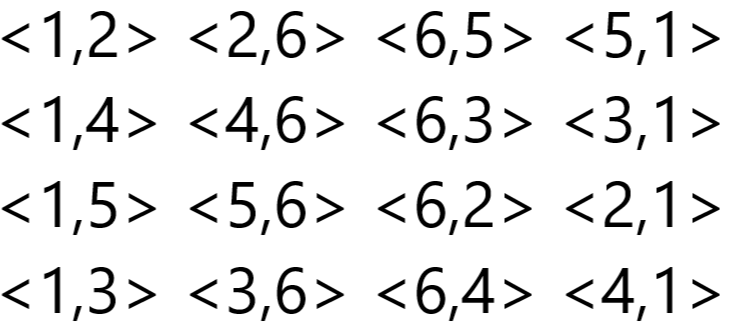 <1,2> <2,6> <6,5> <5,1>
<1,4> <4,6> <6,3> <3,1>
<1,5> <5,6> <6,2> <2,1>
<1,3> <3,6> <6,4> <4,1>